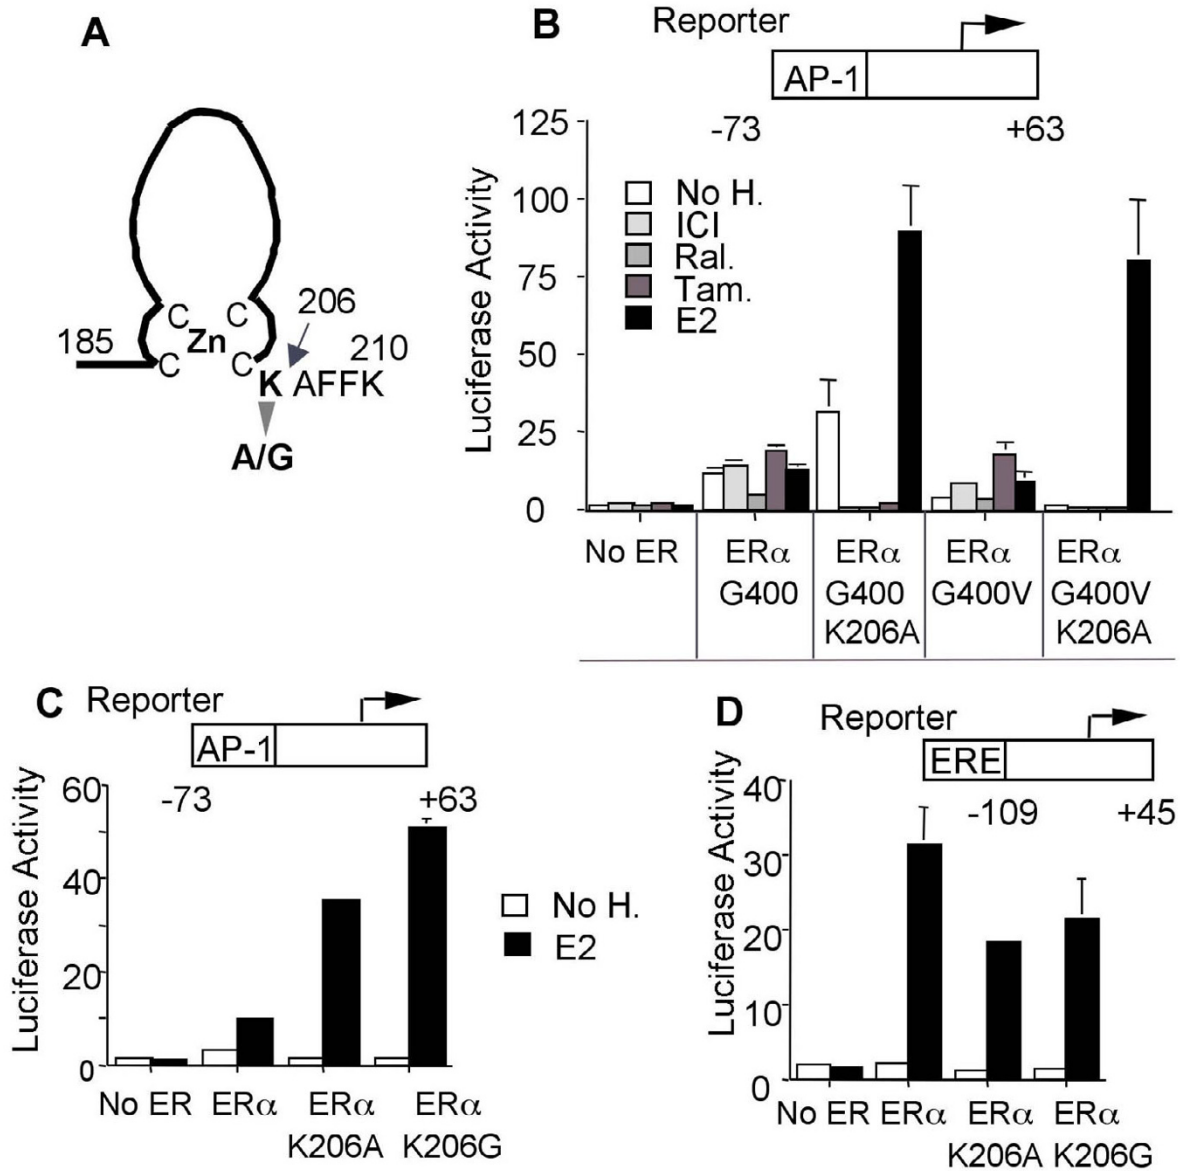 A
C C
Zn
C C
185
206
210
K AFFK
A/G
B
Reporter
AP-1
-73 +63
Luciferase Activity
125
100
75
50
25
0
No H.
ICI
Ral.
Tam.
E2
No ER
ERα
G400
ERα
G400
K206A
ERα
G400V
ERα
G400V
K206A
C
Reporter
AP-1
-73 +63
Luciferase Activity
60
40
20
0
No H.
E2
No ER
ERα
ERα
K206A
ERα
K206G
D
Reporter
ERE
-109 +45
Luciferase Activity
40
30
20
10
0
No ER
ERα
ERα
K206A
ERα
K206G